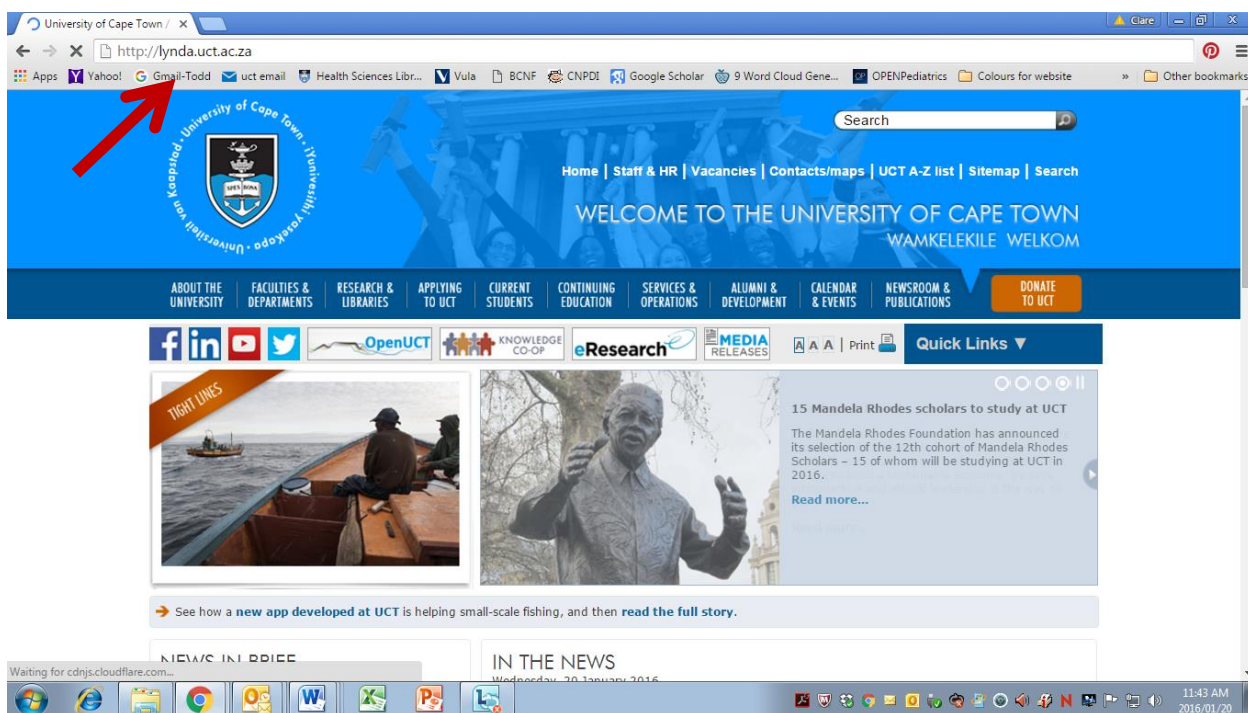 University of Cape Town /
Clare
http://lynda.uct.ac.za
Apps Yahoo! Gmail-Todd uct email Health Sciences Libr... Vula BCNF CNPDI Google Scholar 9 Word Cloud Gene... OPENPediatrics Colours for website » Other bookmarks
University of Cape Town · iYunivesithi yaseKapa · Universiteit van Kaapstad
SPES BONA
Search
Home | Staff & HR | Vacancies | Contacts/maps | UCT A-Z list | Sitemap | Search
WELCOME TO THE UNIVERSITY OF CAPE TOWN
WAMKELEKILE WELKOM
ABOUT THE UNIVERSITY
FACULTIES & DEPARTMENTS
RESEARCH & LIBRARIES
APPLYING TO UCT
CURRENT STUDENTS
CONTINUING EDUCATION
SERVICES & OPERATIONS
ALUMNI & DEVELOPMENT
CALENDAR & EVENTS
NEWSROOM & PUBLICATIONS
DONATE TO UCT
OpenUCT
KNOWLEDGE CO-OP
eResearch
MEDIA RELEASES
A A A | Print
Quick Links ▼
TIGHT LINES
15 Mandela Rhodes scholars to study at UCT
The Mandela Rhodes Foundation has announced
its selection of the 12th cohort of Mandela Rhodes
Scholars – 15 of whom will be studying at UCT in
2016.
Read more...
See how a new app developed at UCT is helping small-scale fishing, and then read the full story.
NEWS IN BRIEF
IN THE NEWS
Wednesday, 20 January 2016
Waiting for cdnjs.cloudflare.com...
11:43 AM
2016/01/20